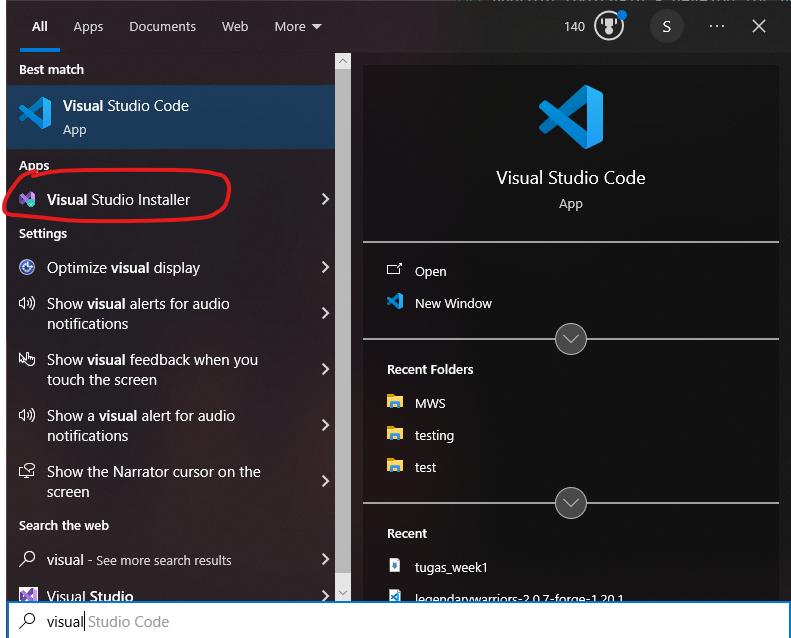 All Apps Documents Web More 140 S
Best match
Visual Studio Code
App
Apps
Visual Studio Installer
Settings
Optimize visual display
Show visual alerts for audio
notifications
Show visual feedback when you
touch the screen
Show a visual alert for audio
notifications
Show the Narrator cursor on the
screen
Search the web
visual - See more search results
Visual Studio
Visual Studio Code
App
Open
New Window
Recent Folders
MWS
testing
test
Recent
tugas_week1
legendarywarriors-2.0.7-forge-1.20.1
visual Studio Code